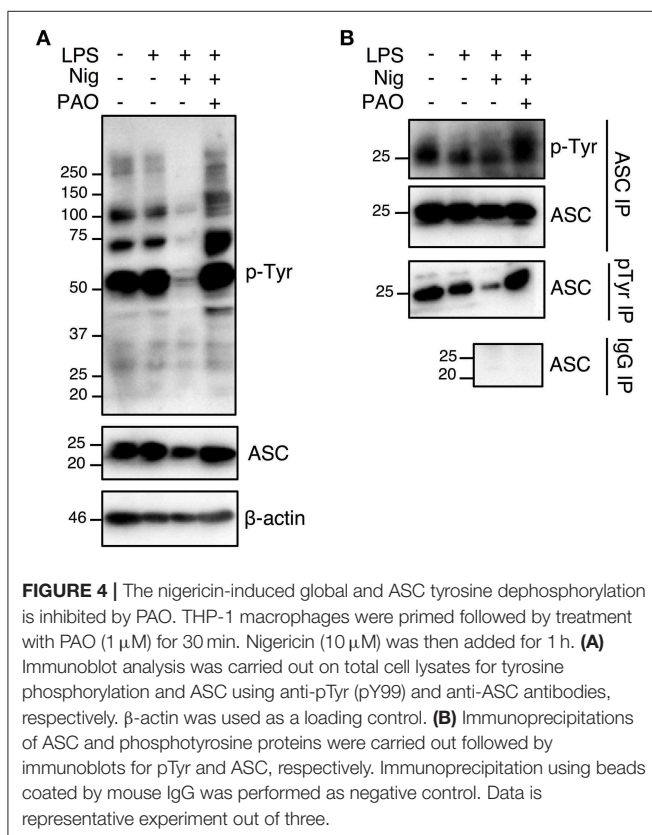 A
LPS - + + +
Nig - - + +
PAO - - - +
250
150
100
75
50
37
25
20
p-Tyr
25
20
ASC
46
β-actin
B
LPS - + + +
Nig - - + +
PAO - - - +
25
p-Tyr
25
ASC
ASC IP
25
ASC
pTyr IP
25
20
ASC
IgG IP
FIGURE 4 | The nigericin-induced global and ASC tyrosine dephosphorylation
is inhibited by PAO. THP-1 macrophages were primed followed by treatment
with PAO (1 μM) for 30 min. Nigericin (10 μM) was then added for 1 h. (A)
Immunoblot analysis was carried out on total cell lysates for tyrosine
phosphorylation and ASC using anti-pTyr (pY99) and anti-ASC antibodies,
respectively. β-actin was used as a loading control. (B) Immunoprecipitations
of ASC and phosphotyrosine proteins were carried out followed by
immunoblots for pTyr and ASC, respectively. Immunoprecipitation using beads
coated by mouse IgG was performed as negative control. Data is
representative experiment out of three.